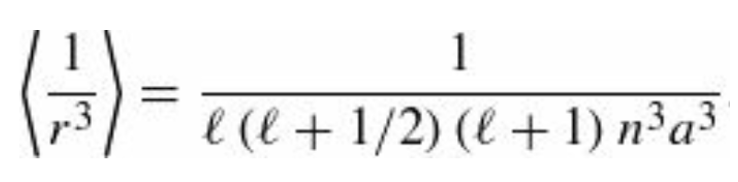 ⟨1/r³⟩ = 1 / (ℓ (ℓ + 1/2) (ℓ + 1) n³a³)